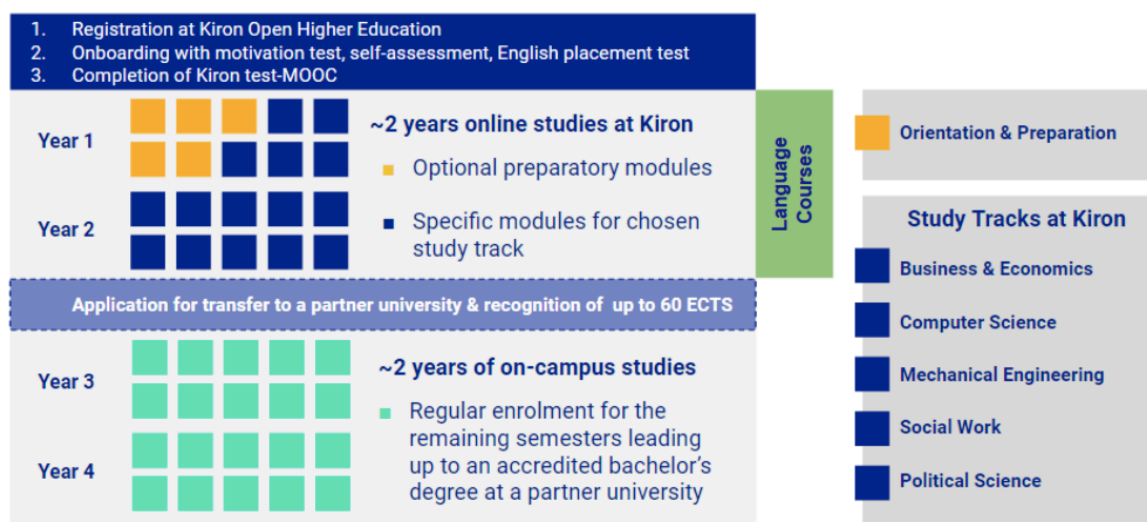 1. Registration at Kiron Open Higher Education
2. Onboarding with motivation test, self-assessment, English placement test
3. Completion of Kiron test-MOOC
Year 1
~2 years online studies at Kiron
Optional preparatory modules
Year 2
Specific modules for chosen
study track
Language
Courses
Application for transfer to a partner university & recognition of up to 60 ECTS
Year 3
~2 years of on-campus studies
Regular enrolment for the
remaining semesters leading
up to an accredited bachelor's
degree at a partner university
Year 4
Orientation & Preparation
Study Tracks at Kiron
Business & Economics
Computer Science
Mechanical Engineering
Social Work
Political Science